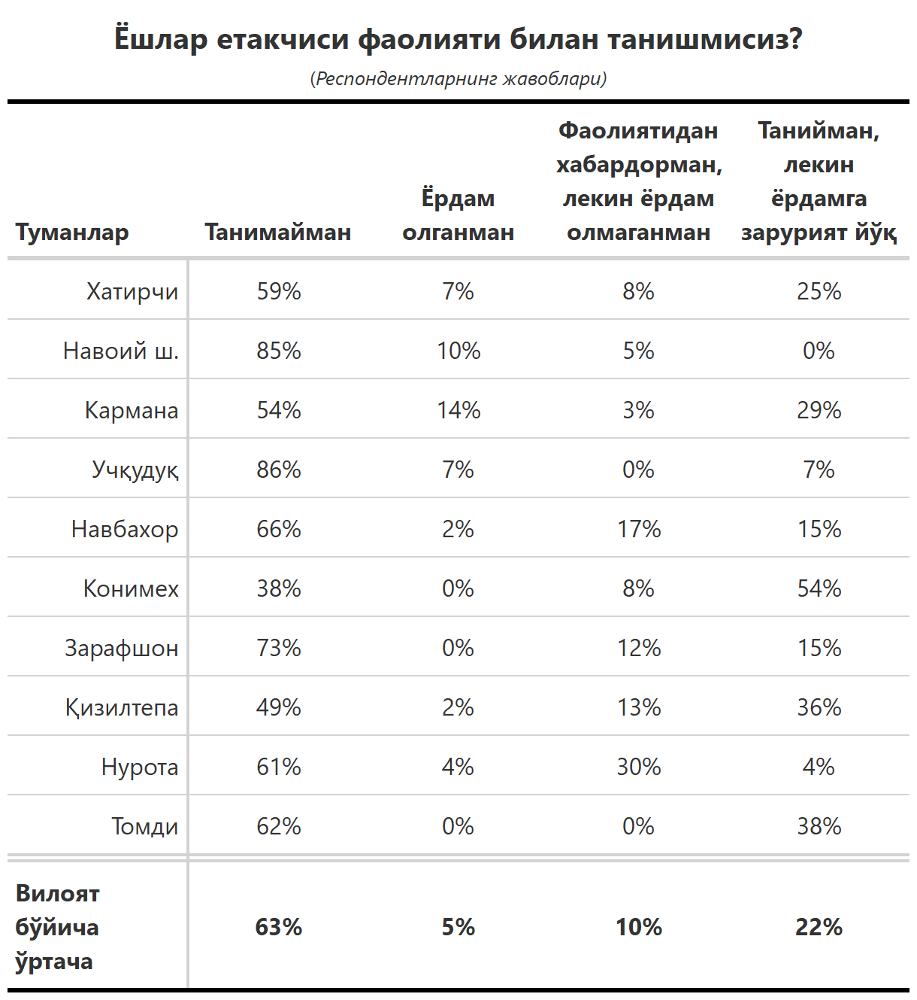 Ёшлар етакчиси фаолияти билан танишмисиз?
(Респондентларнинг жавоблари)
Туманлар Танимайман Ёрдам олганман Фаолиятидан хабардорман, лекин ёрдам олмаганман Танийман, лекин ёрдамга зарурият йўқ
Хатирчи 59% 7% 8% 25%
Навоий ш. 85% 10% 5% 0%
Кармана 54% 14% 3% 29%
Учқудуқ 86% 7% 0% 7%
Навбахор 66% 2% 17% 15%
Конимех 38% 0% 8% 54%
Зарафшон 73% 0% 12% 15%
Қизилтепа 49% 2% 13% 36%
Нурота 61% 4% 30% 4%
Томди 62% 0% 0% 38%
Вилоят бўйича ўртача 63% 5% 10% 22%